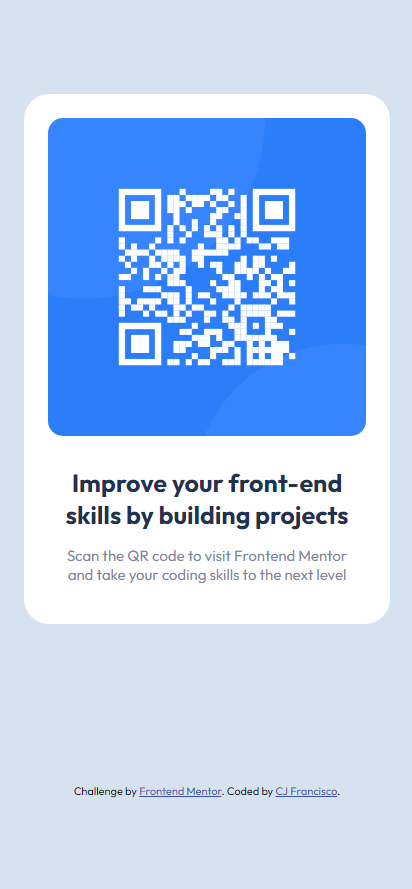 Improve your front-end
skills by building projects
Scan the QR code to visit Frontend Mentor
and take your coding skills to the next level
Challenge by Frontend Mentor. Coded by CJ Francisco.